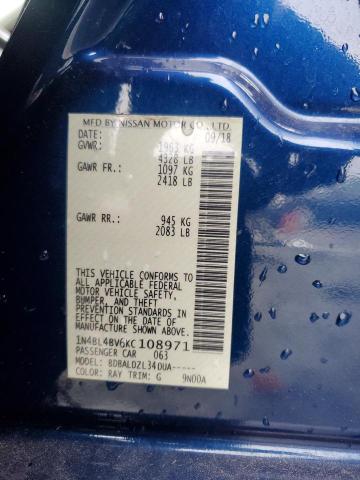 MFD BY NISSAN MOTOR CO., LTD.
DATE: 09/18
GVWR: 1963 KG
4328 LB
GAWR FR.: 1097 KG
2418 LB
GAWR RR.: 945 KG
2083 LB
THIS VEHICLE CONFORMS TO
ALL APPLICABLE FEDERAL
MOTOR VEHICLE SAFETY,
BUMPER, AND THEFT
PREVENTION STANDARDS IN
EFFECT ON THE DATE OF
MANUFACTURE SHOWN ABOVE.
1N4BL4BV6KC108971
PASSENGER CAR 063
MODEL: BDBALDZL34DUA-----
COLOR: RAY TRIM: G 9N00A